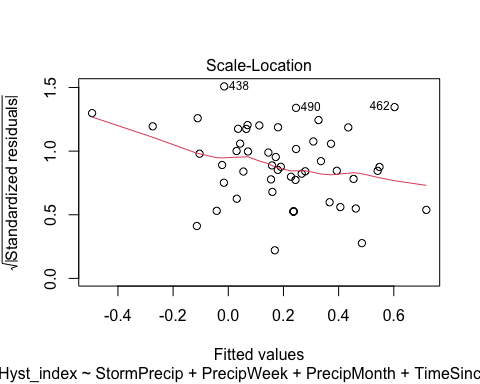 Scale-Location
√|Standardized residuals|
1.5
1.0
0.5
0.0
438
490
462
-0.4 -0.2 0.0 0.2 0.4 0.6
Fitted values
Hyst_index ~ StormPrecip + PrecipWeek + PrecipMonth + TimeSinc